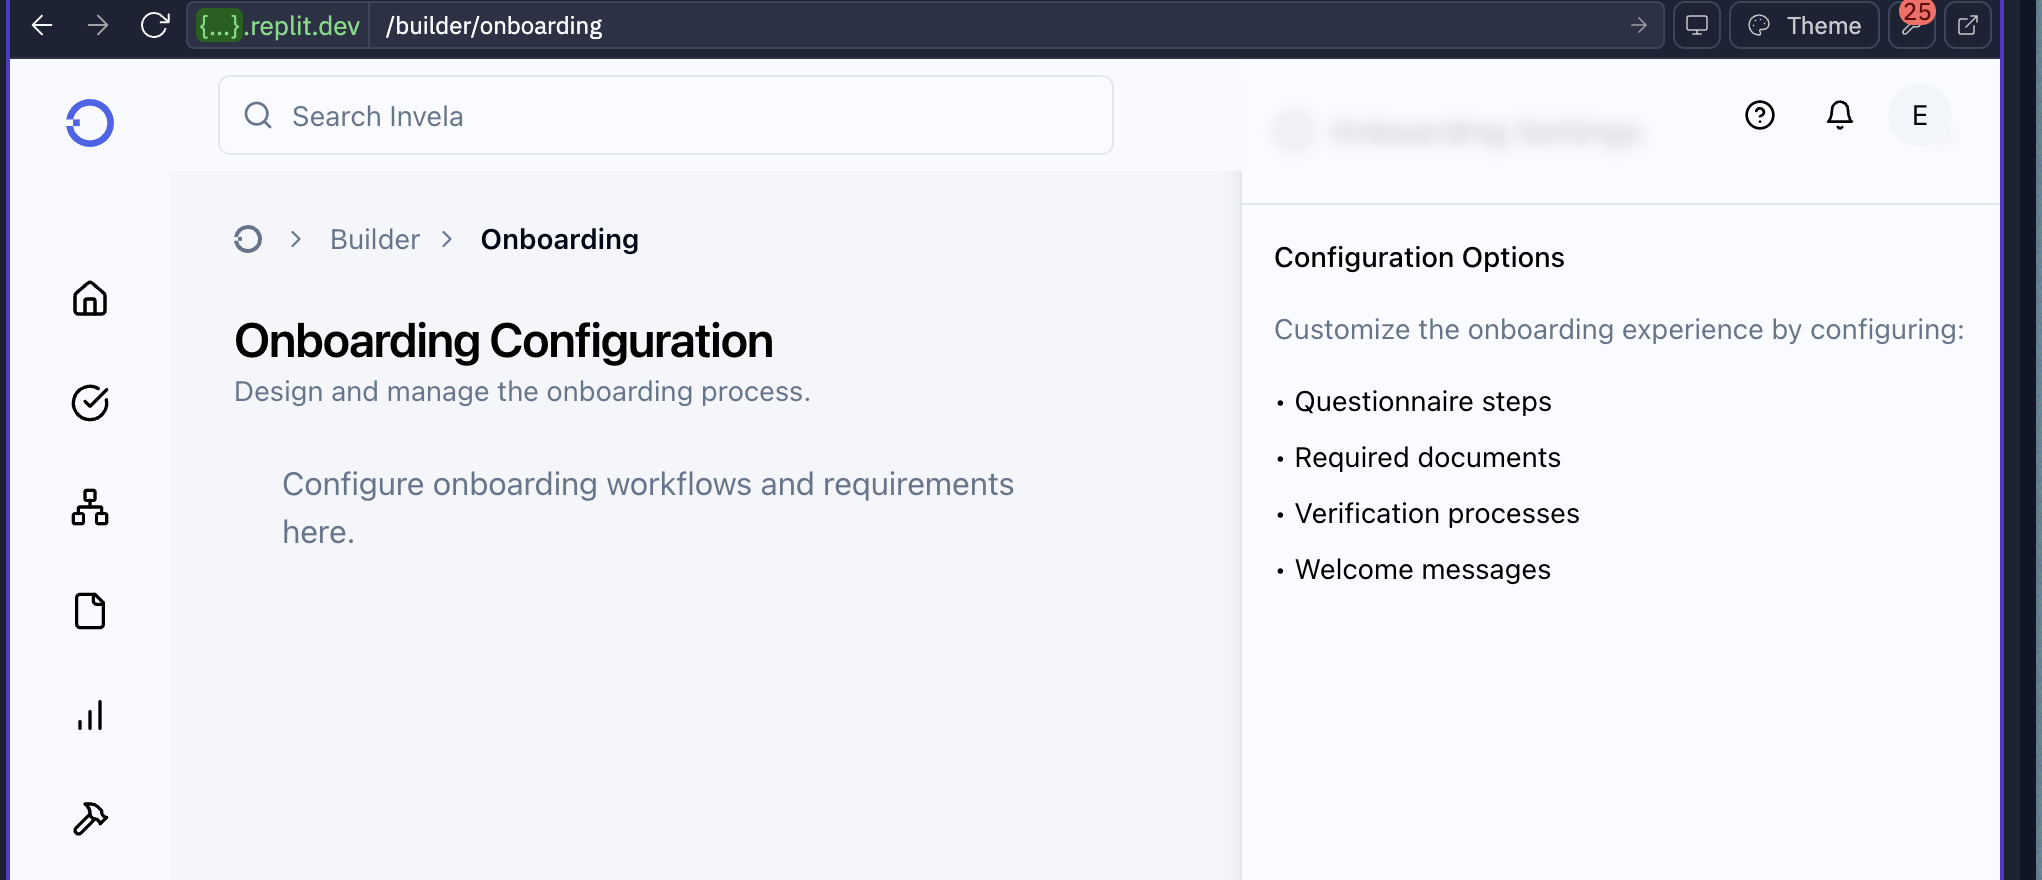 {...}.replit.dev /builder/onboarding
Theme
25
Search Invela
Onboarding Settings
E
Builder
Onboarding
Onboarding Configuration
Design and manage the onboarding process.
Configure onboarding workflows and requirements
here.
Configuration Options
Customize the onboarding experience by configuring:
• Questionnaire steps
• Required documents
• Verification processes
• Welcome messages